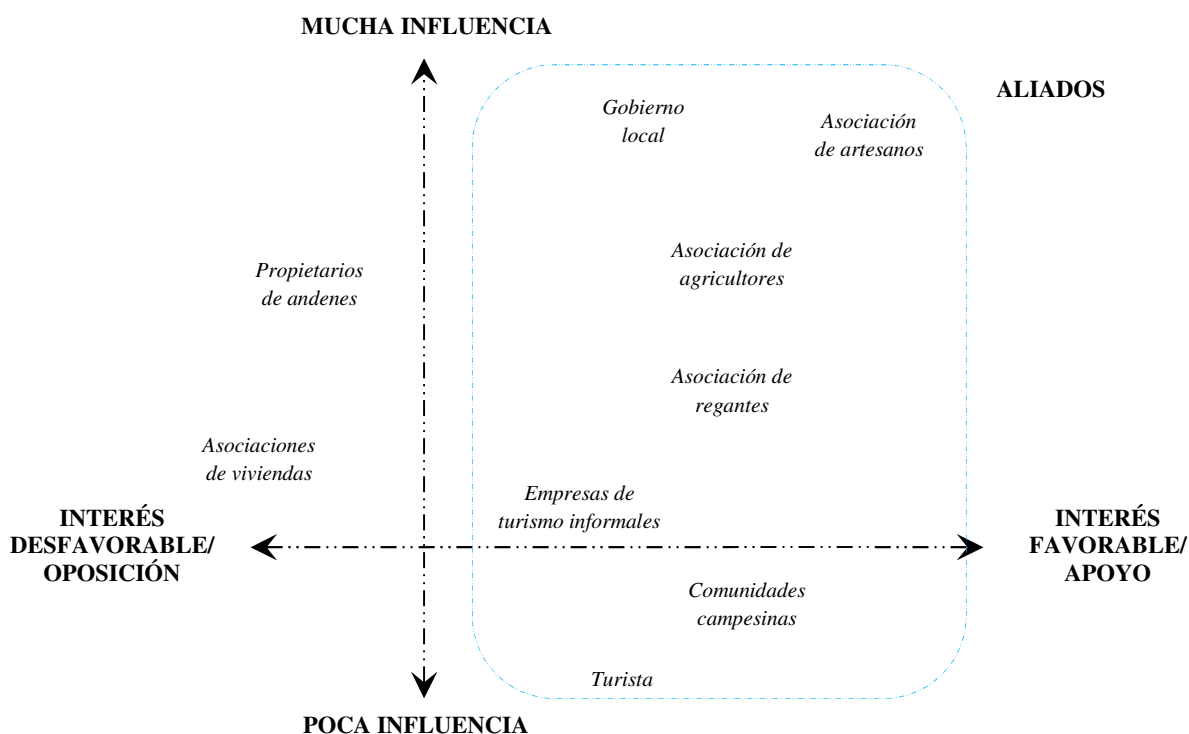 MUCHA INFLUENCIA
ALIADOS
Gobierno
local
Asociación
de artesanos
Asociación de
agricultores
Propietarios
de andenes
Asociación de
regantes
Asociaciones
de viviendas
Empresas de
turismo informales
INTERÉS
DESFAVORABLE/
OPOSICIÓN
INTERÉS
FAVORABLE/
APOYO
Comunidades
campesinas
Turista
POCA INFLUENCIA